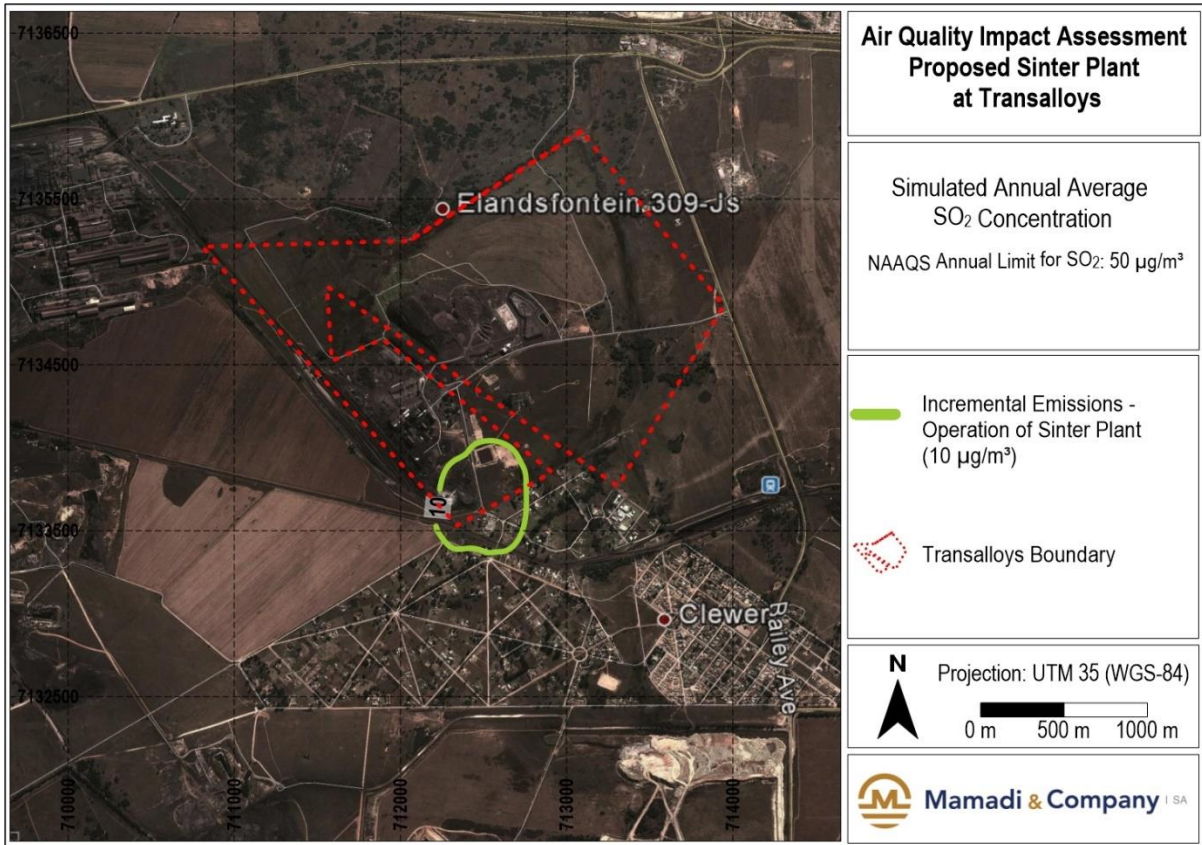 7136500
7135500
7134500
7133500
7132500
710000
711000
712000
713000
714000
Elandsfontein 309-Js
10
Clewer
Railey Ave
Air Quality Impact Assessment
Proposed Sinter Plant
at Transalloys
Simulated Annual Average
SO₂ Concentration
NAAQS Annual Limit for SO₂: 50 µg/m³
Incremental Emissions -
Operation of Sinter Plant
(10 µg/m³)
Transalloys Boundary
N
Projection: UTM 35 (WGS-84)
0 m 500 m 1000 m
M Mamadi & Company | SA